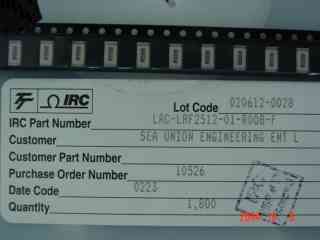 TT IRC
Lot Code 020612-0028
IRC Part Number LRC-LRF2512-01-R008-F
Customer SEA UNION ENGINEERING ENT L
Customer Part Number
Purchase Order Number 10526
Date Code 0223
Quantity 1,800